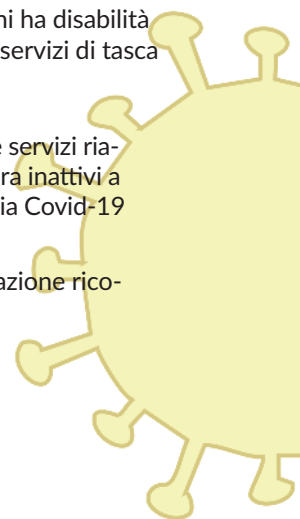 ni ha disabilità
servizi di tasca
e servizi ria-
ra inattivi a
ia Covid-19
azione rico-